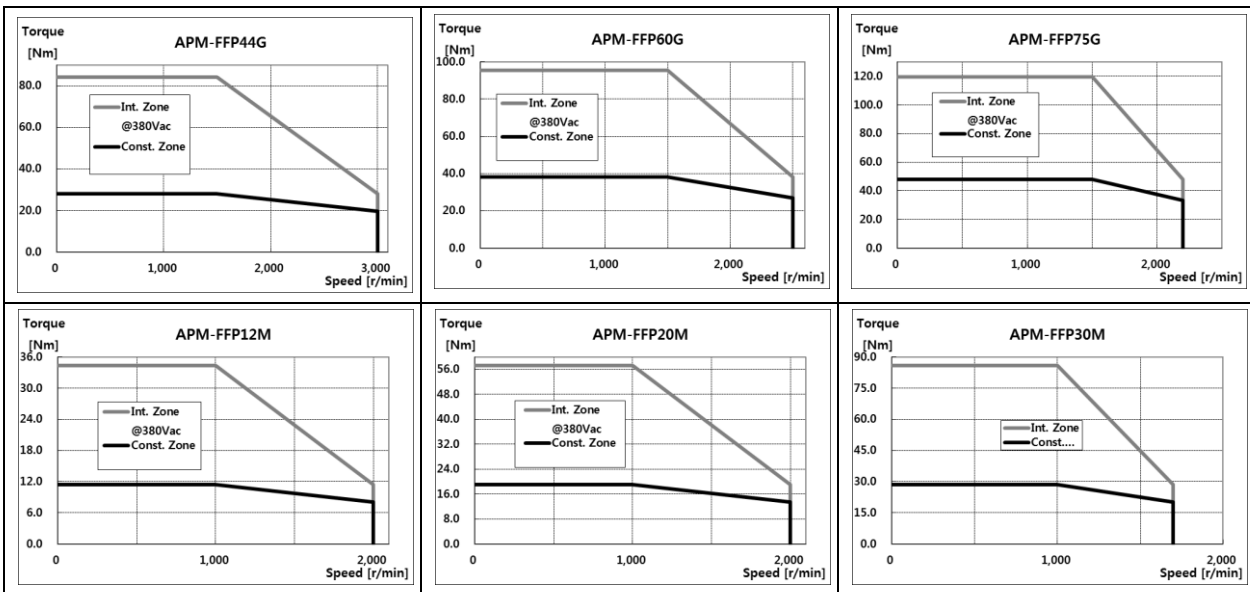 Torque
[Nm]
APM-FFP44G
80.0
60.0
40.0
20.0
0.0
Int. Zone
@380Vac
Const. Zone
0 1,000 2,000 3,000
Speed [r/min]
Torque
[Nm]
APM-FFP60G
100.0
80.0
60.0
40.0
20.0
0.0
Int. Zone
@380Vac
Const. Zone
0 1,000 2,000
Speed [r/min]
Torque
[Nm]
APM-FFP75G
120.0
100.0
80.0
60.0
40.0
20.0
0.0
Int. Zone
@380Vac
Const. Zone
0 1,000 2,000
Speed [r/min]
Torque
[Nm]
APM-FFP12M
36.0
30.0
24.0
18.0
12.0
6.0
0.0
Int. Zone
@380Vac
Const. Zone
0 1,000 2,000
Speed [r/min]
Torque
[Nm]
APM-FFP20M
56.0
48.0
40.0
32.0
24.0
16.0
8.0
0.0
Int. Zone
@380Vac
Const. Zone
0 1,000 2,000
Speed [r/min]
Torque
[Nm]
APM-FFP30M
90.0
75.0
60.0
45.0
30.0
15.0
0.0
Int. Zone
Const....
0 1,000 2,000
Speed [r/min]